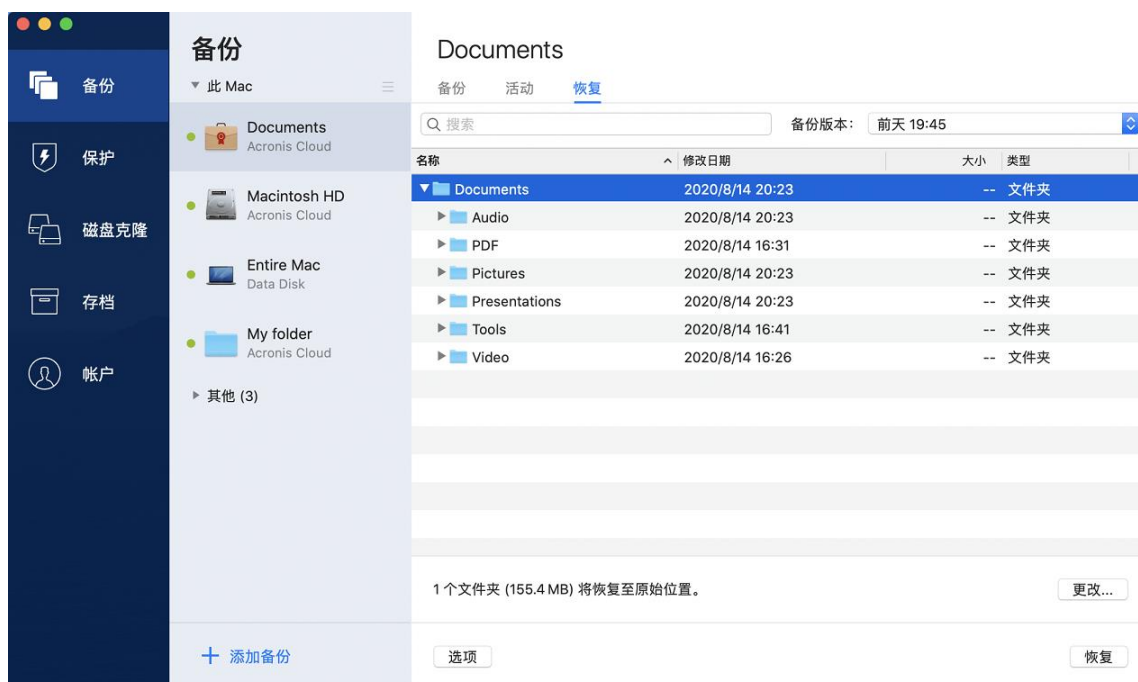 备份
保护
磁盘克隆
存档
帐户
备份
此 Mac
Documents
Acronis Cloud
Macintosh HD
Acronis Cloud
Entire Mac
Data Disk
My folder
Acronis Cloud
其他 (3)
添加备份
Documents
备份 活动 恢复
搜索 备份版本： 前天 19:45
名称 修改日期 大小 类型
Documents 2020/8/14 20:23 -- 文件夹
Audio 2020/8/14 20:23 -- 文件夹
PDF 2020/8/14 16:31 -- 文件夹
Pictures 2020/8/14 20:23 -- 文件夹
Presentations 2020/8/14 20:23 -- 文件夹
Tools 2020/8/14 16:41 -- 文件夹
Video 2020/8/14 16:26 -- 文件夹
1 个文件夹 (155.4 MB) 将恢复至原始位置。 更改...
选项 恢复